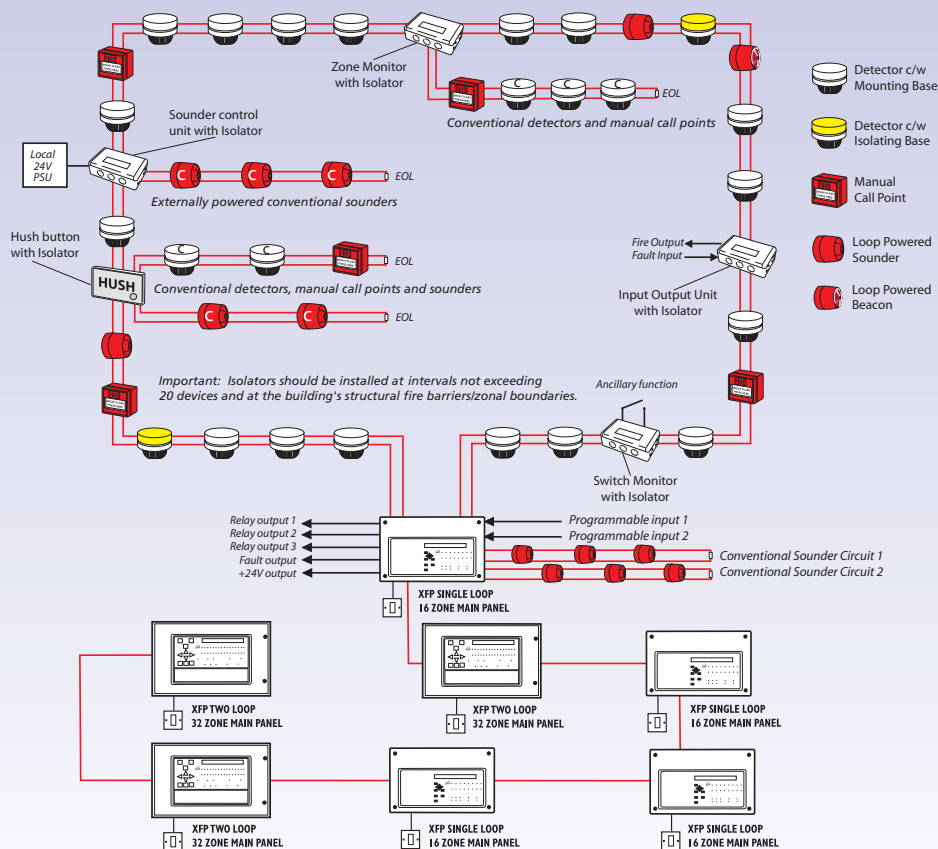 Zone Monitor
with Isolator
C
C
C
EOL
Conventional detectors and manual call points
Detector c/w
Mounting Base
Detector c/w
Isolating Base
Manual
Call Point
Loop Powered
Sounder
Loop Powered
Beacon
Sounder control
unit with Isolator
Local
24V
PSU
C
C
C
EOL
Externally powered conventional sounders
Hush button
with Isolator
HUSH
C
C
EOL
Conventional detectors, manual call points and sounders
C
C
EOL
Fire Output
Fault Input
Input Output Unit
with Isolator
Important: Isolators should be installed at intervals not exceeding
20 devices and at the building's structural fire barriers/zonal boundaries.
Ancillary function
Switch Monitor
with Isolator
Relay output 1
Relay output 2
Relay output 3
Fault output
+24V output
Programmable input 1
Programmable input 2
Conventional Sounder Circuit 1
Conventional Sounder Circuit 2
XFP SINGLE LOOP
16 ZONE MAIN PANEL
XFP TWO LOOP
32 ZONE MAIN PANEL
XFP TWO LOOP
32 ZONE MAIN PANEL
XFP SINGLE LOOP
16 ZONE MAIN PANEL
XFP TWO LOOP
32 ZONE MAIN PANEL
XFP SINGLE LOOP
16 ZONE MAIN PANEL
XFP SINGLE LOOP
16 ZONE MAIN PANEL